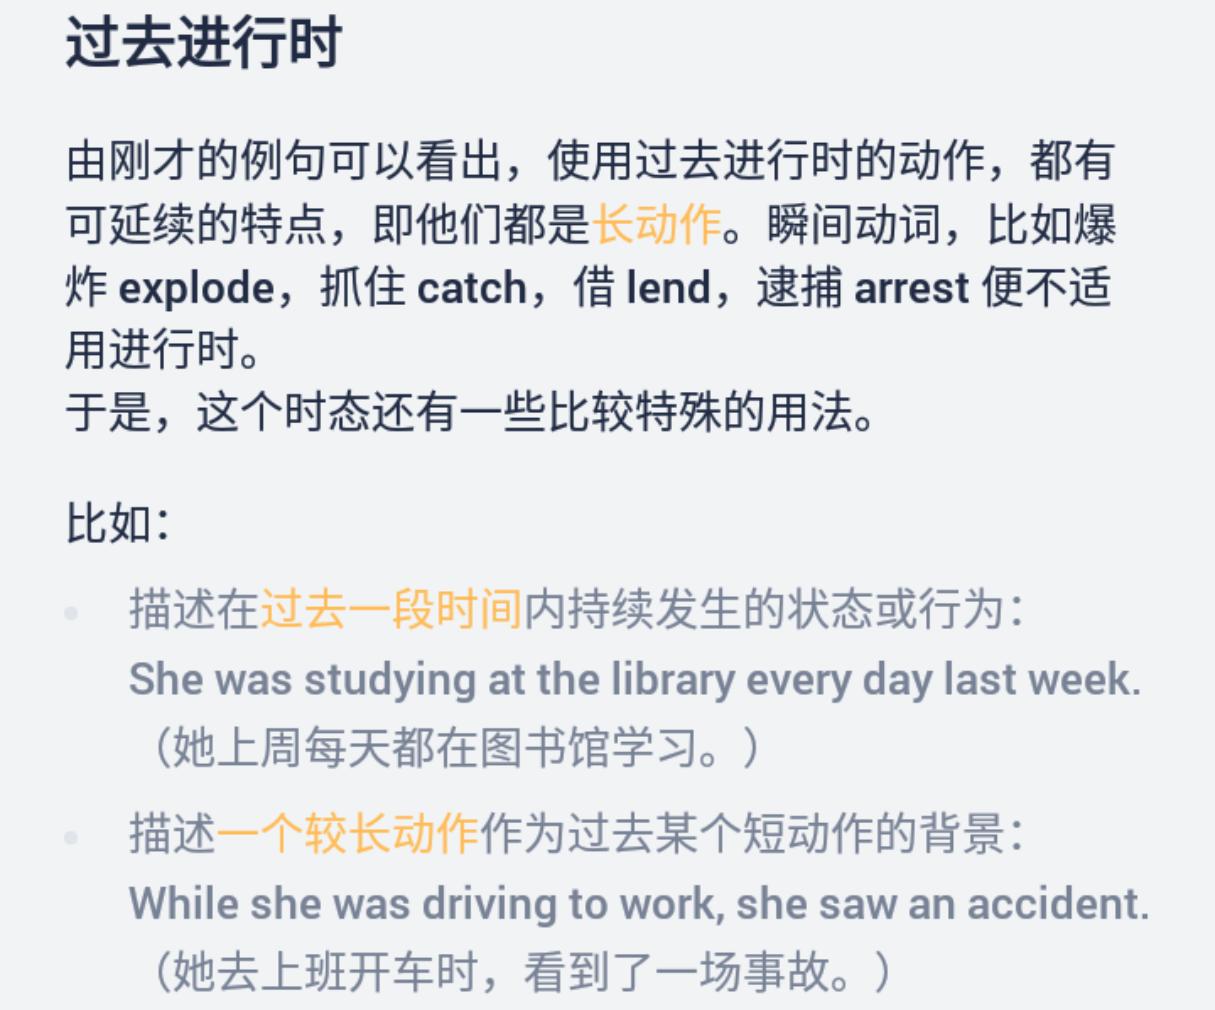 过去进行时
由刚才的例句可以看出，使用过去进行时的动作，都有
可延续的特点，即他们都是长动作。瞬间动词，比如爆
炸 explode，抓住 catch，借 lend，逮捕 arrest 便不适
用进行时。
于是，这个时态还有一些比较特殊的用法。
比如：
描述在过去一段时间内持续发生的状态或行为：
She was studying at the library every day last week.
（她上周每天都在图书馆学习。）
描述一个较长动作作为过去某个短动作的背景：
While she was driving to work, she saw an accident.
（她去上班开车时，看到了一场事故。）